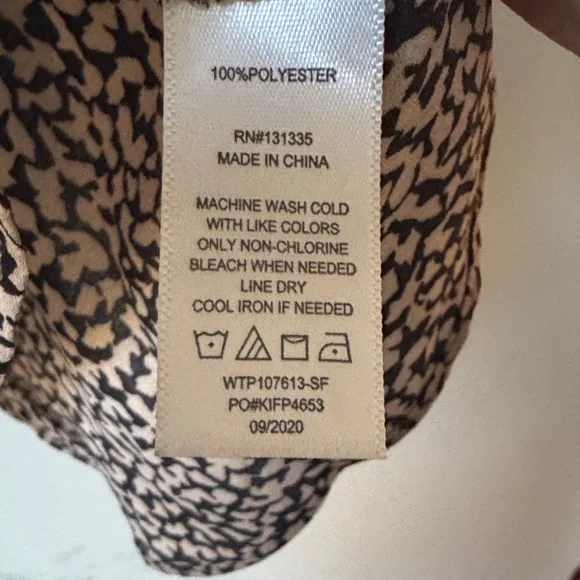 100%POLYESTER
RN#131335
MADE IN CHINA
MACHINE WASH COLD
WITH LIKE COLORS
ONLY NON-CHLORINE
BLEACH WHEN NEEDED
LINE DRY
COOL IRON IF NEEDED
WTP107613-SF
PO#KIFP4653
09/2020